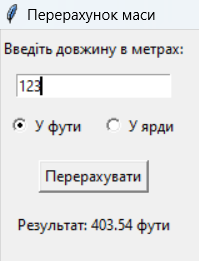 Перерахунок маси
Введіть довжину в метрах:
123
У фути У ярди
Перерахувати
Результат: 403.54 фути